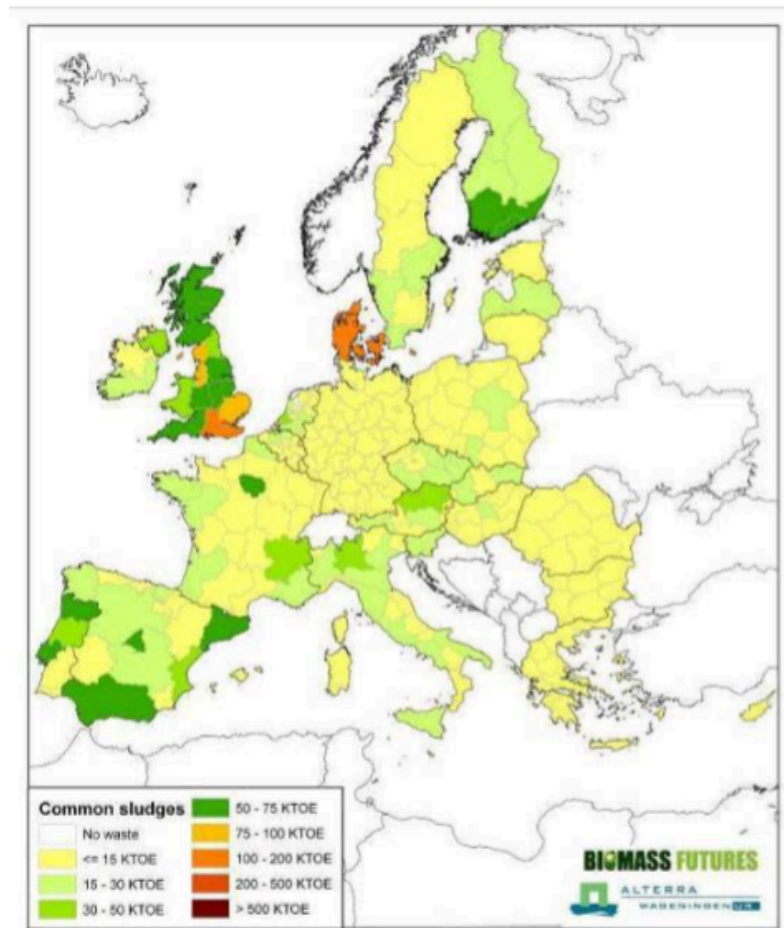 Common sludges
No waste
<= 15 KTOE
15 - 30 KTOE
30 - 50 KTOE
50 - 75 KTOE
75 - 100 KTOE
100 - 200 KTOE
200 - 500 KTOE
> 500 KTOE
BIOMASS FUTURES
ALTERRA
WAGENINGEN UR